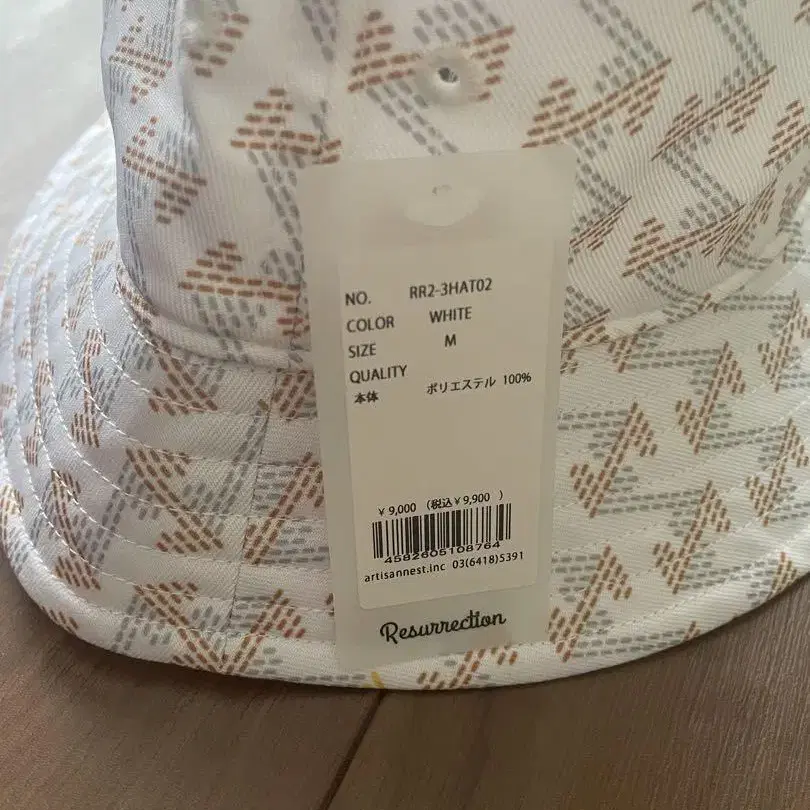 NO. RR2-3HAT02
COLOR WHITE
SIZE M
QUALITY
本体 ポリエステル 100%
¥9,000 (税込¥9,900 )
4582605108764
artisannest.inc 03(6418)5391
Resurrection